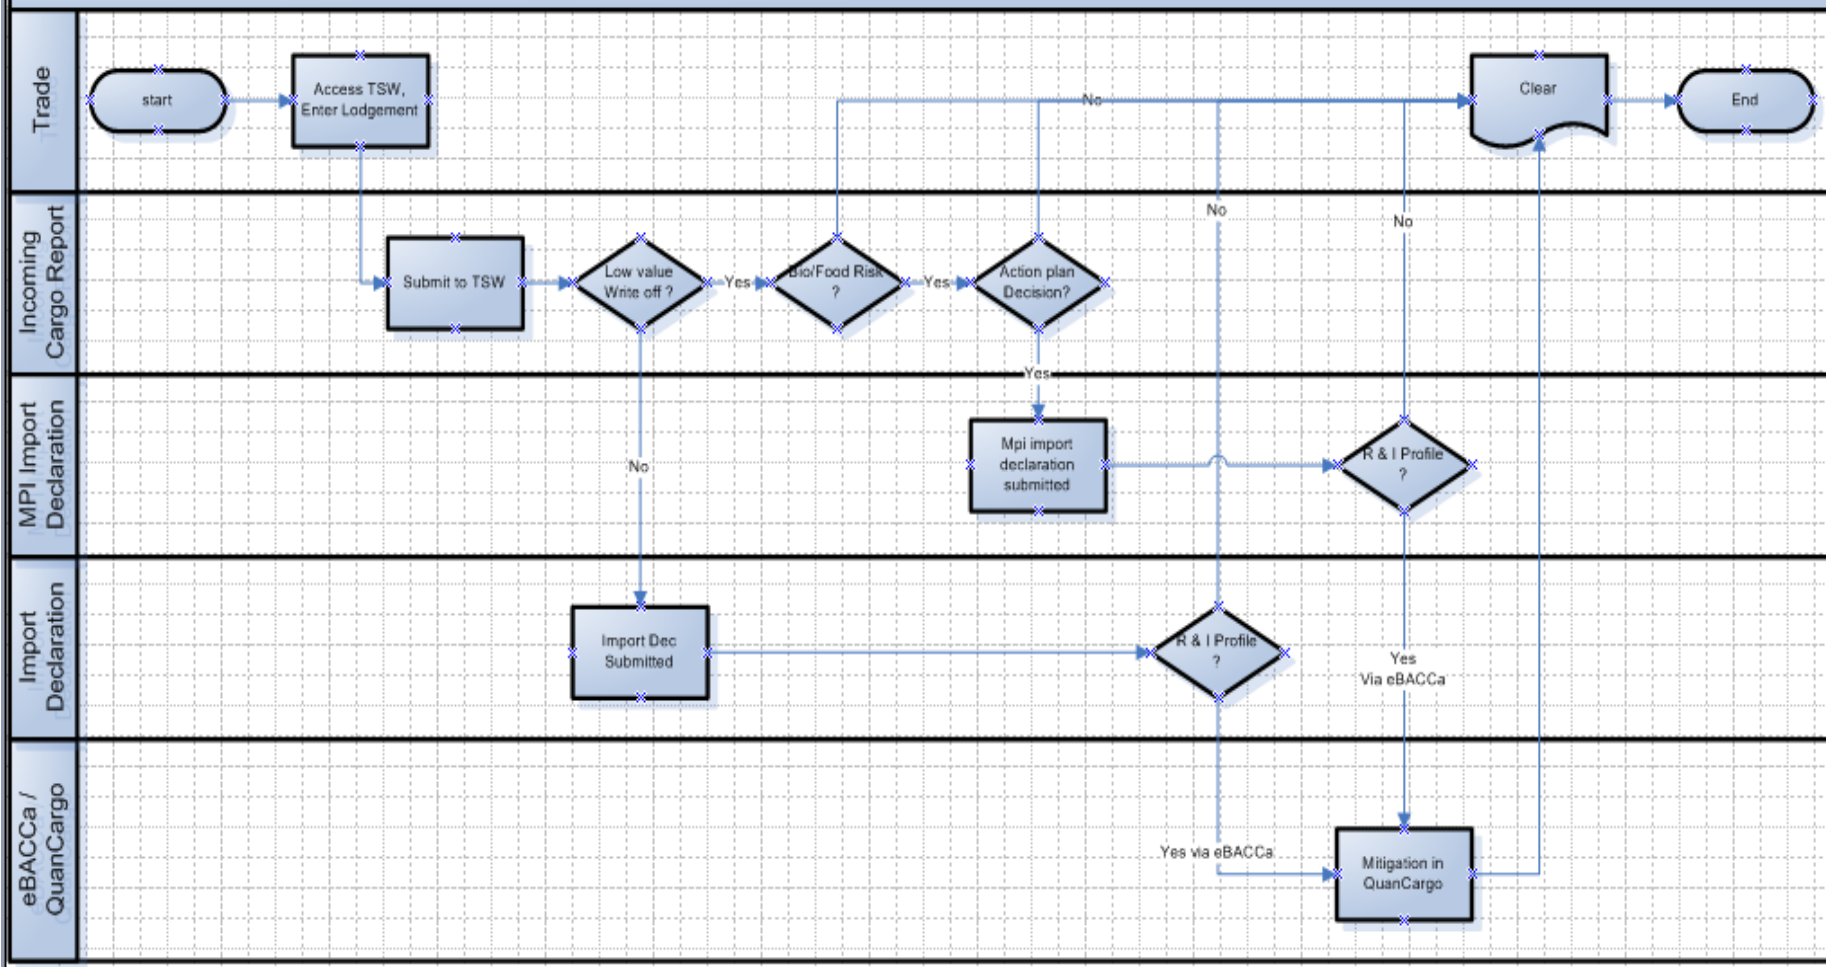 Trade
start
Access TSW,
Enter Lodgement
No
Clear
End
Incoming
Cargo Report
Submit to TSW
Low value
Write off ?
Yes
Bio/Food Risk
?
Yes
Action plan
Decision?
No
No
Yes
MPI Import
Declaration
No
Mpi import
declaration
submitted
R & I Profile
?
Import
Declaration
Import Dec
Submitted
R & I Profile
?
Yes
Via eBACCa
eBACCa /
QuanCargo
Yes via eBACCa
Mitigation in
QuanCargo